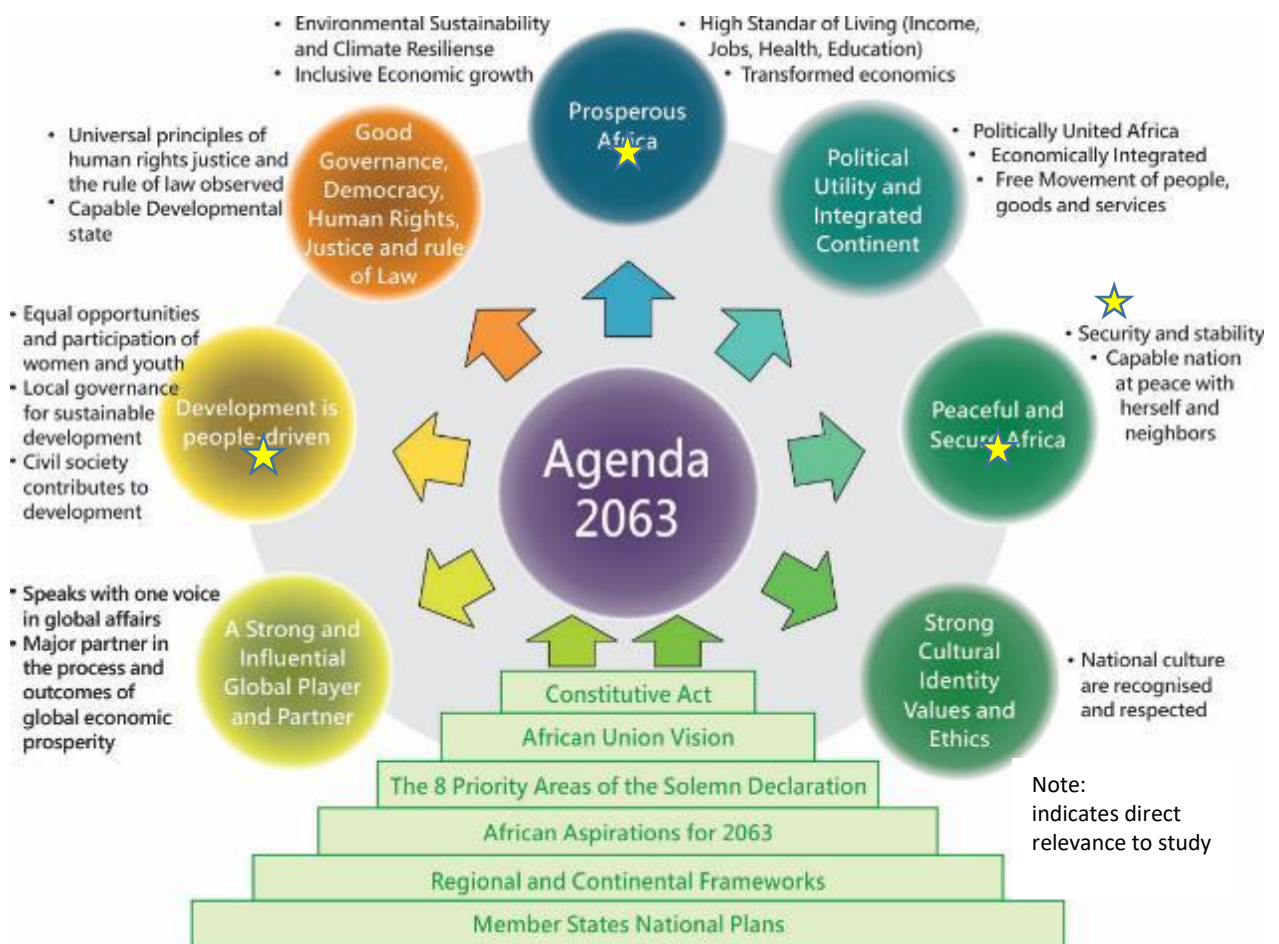 • Environmental Sustainability
and Climate Resiliense
• Inclusive Economic growth
• High Standar of Living (Income,
Jobs, Health, Education)
• Transformed economics
Prosperous
Africa
• Universal principles of
human rights justice and
the rule of law observed
• Capable Developmental
state
Good
Governance,
Democracy,
Human Rights,
Justice and rule
of Law
Political
Utility and
Integrated
Continent
• Politically United Africa
• Economically Integrated
• Free Movement of people,
goods and services
• Equal opportunities
and participation of
women and youth
• Local governance
for sustainable
development
• Civil society
contributes to
development
Development is
people-driven
Agenda
2063
Peaceful and
Secure Africa
• Security and stability
• Capable nation
at peace with
herself and
neighbors
• Speaks with one voice
in global affairs
• Major partner in
the process and
outcomes of
global economic
prosperity
A Strong and
Influential
Global Player
and Partner
Strong
Cultural
Identity
Values and
Ethics
• National culture
are recognised
and respected
Constitutive Act
African Union Vision
The 8 Priority Areas of the Solemn Declaration
African Aspirations for 2063
Regional and Continental Frameworks
Member States National Plans
Note:
indicates direct
relevance to study